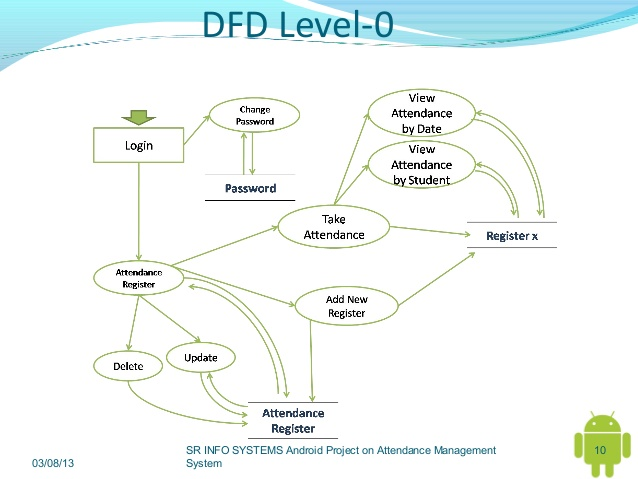 DFD Level-0
View
Attendance
by Date
Change
Password
Login
View
Attendance
by Student
Password
Take
Attendance
Register x
Attendance
Register
Add New
Register
Update
Delete
Attendance
Register
03/08/13
SR INFO SYSTEMS Android Project on Attendance Management
System
10